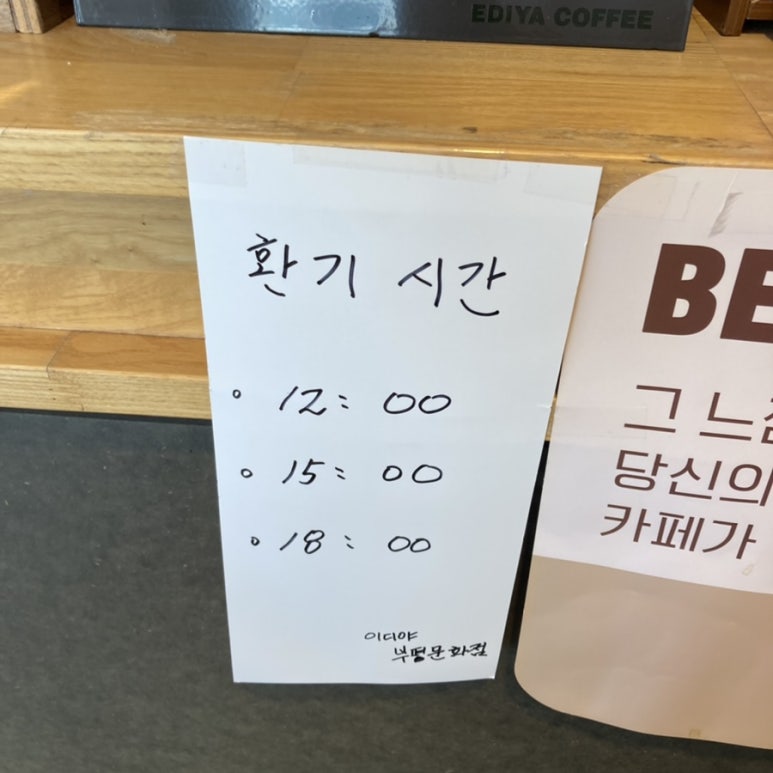 EDIYA COFFEE
환기 시간
◦ 12: 00
◦ 15: 00
◦ 18: 00
이디야
부평문화점
BE
그 느
당신의
카페가